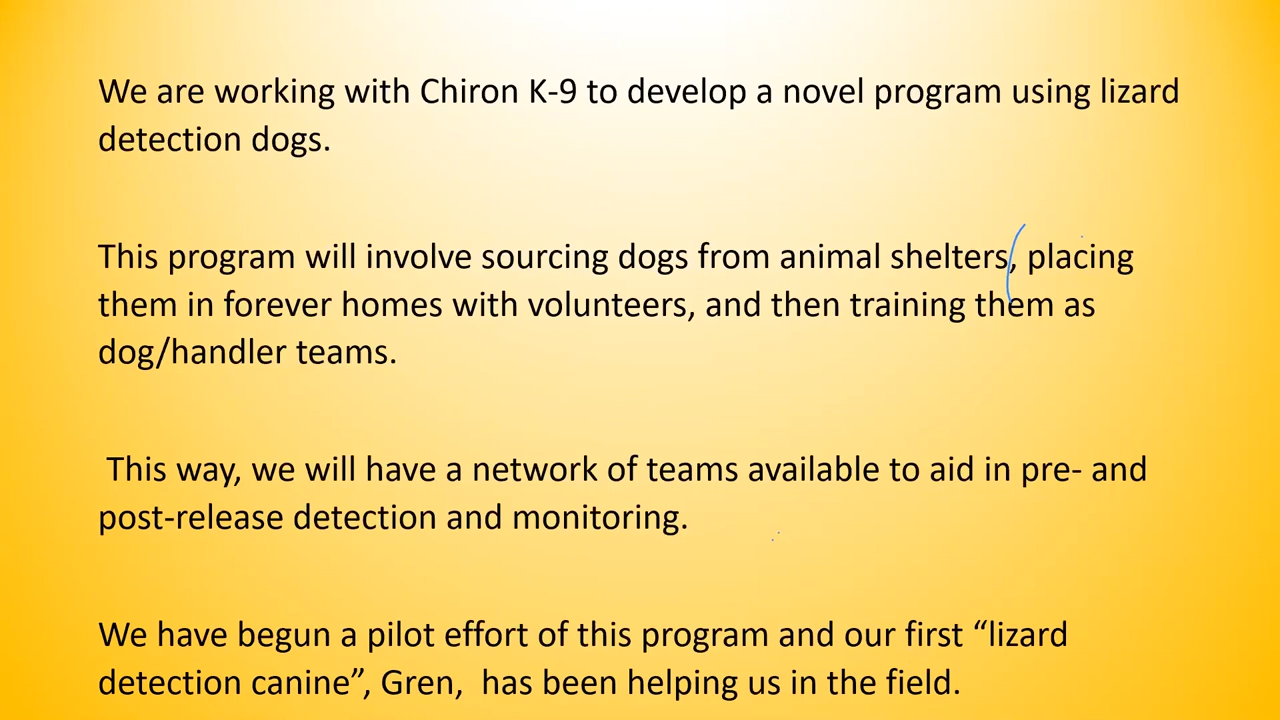 We are working with Chiron K-9 to develop a novel program using lizard
detection dogs.
This program will involve sourcing dogs from animal shelters, placing
them in forever homes with volunteers, and then training them as
dog/handler teams.
This way, we will have a network of teams available to aid in pre- and
post-release detection and monitoring.
We have begun a pilot effort of this program and our first “lizard
detection canine”, Gren,  has been helping us in the field.